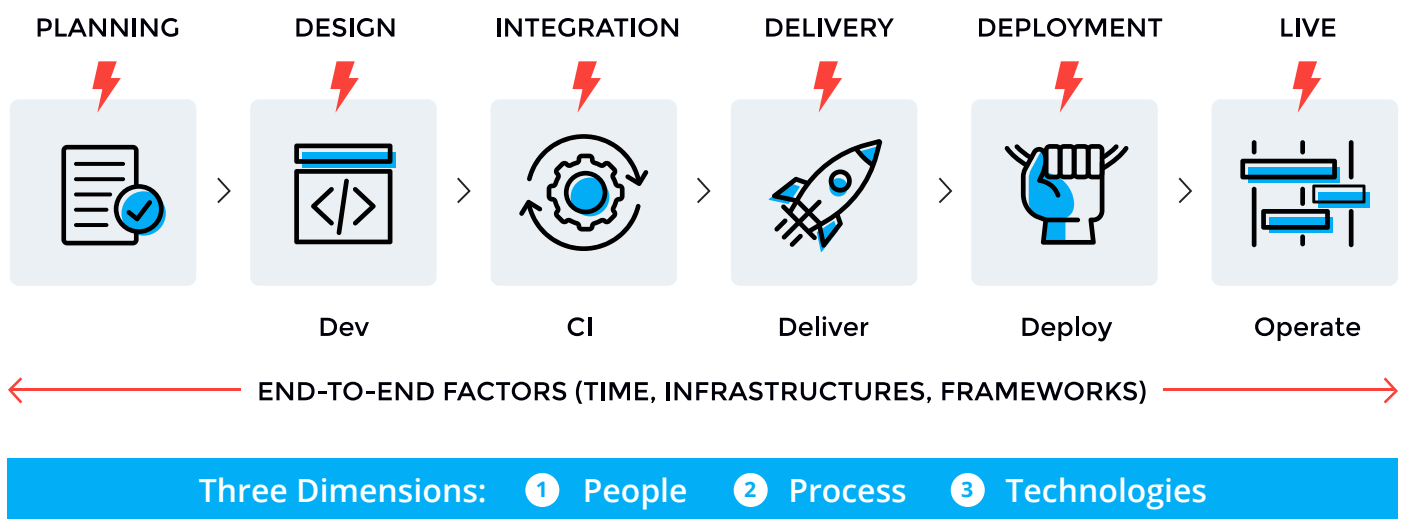 PLANNING DESIGN INTEGRATION DELIVERY DEPLOYMENT LIVE
</>
Dev CI Deliver Deploy Operate
END-TO-END FACTORS (TIME, INFRASTRUCTURES, FRAMEWORKS)
Three Dimensions: 1 People 2 Process 3 Technologies